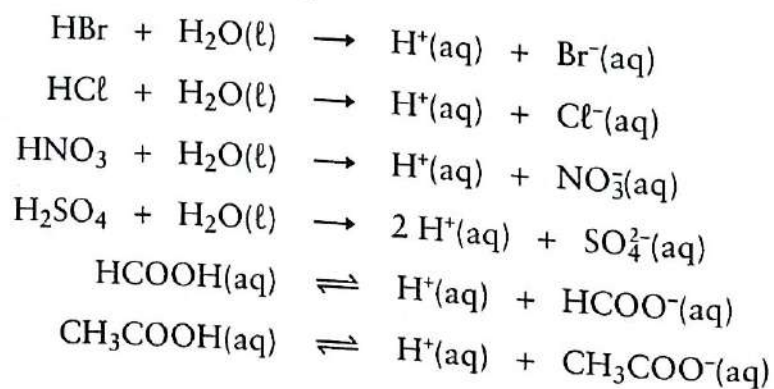 HBr + H₂O(ℓ) ⟶ H⁺(aq) + Br⁻(aq)
HCℓ + H₂O(ℓ) ⟶ H⁺(aq) + Cℓ⁻(aq)
HNO₃ + H₂O(ℓ) ⟶ H⁺(aq) + NO₃⁻(aq)
H₂SO₄ + H₂O(ℓ) ⟶ 2 H⁺(aq) + SO₄²⁻(aq)
HCOOH(aq) ⇌ H⁺(aq) + HCOO⁻(aq)
CH₃COOH(aq) ⇌ H⁺(aq) + CH₃COO⁻(aq)